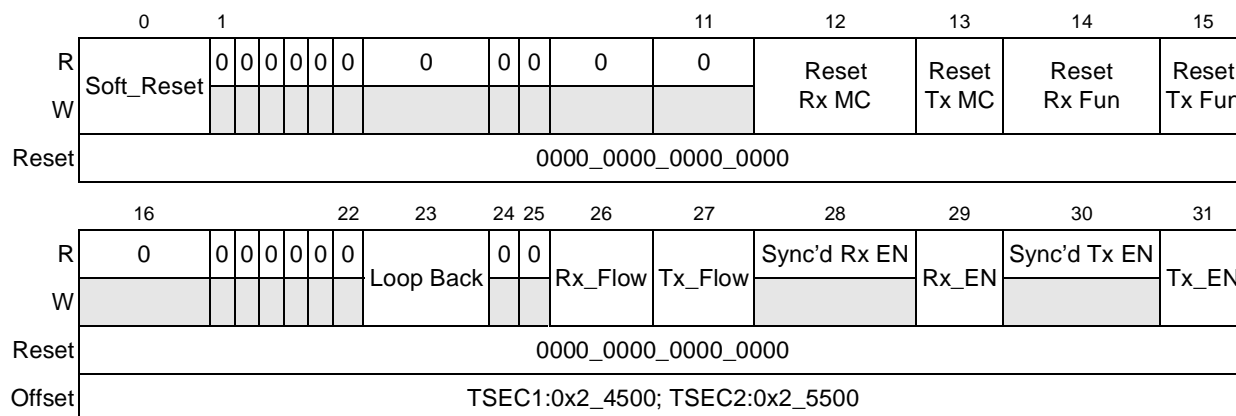 0 1 11 12 13 14 15
R Soft_Reset 0 0 0 0 0 0 0 0 0 0 0 Reset Rx MC Reset Tx MC Reset Rx Fun Reset Tx Fun
W
Reset 0000_0000_0000_0000
16 22 23 24 25 26 27 28 29 30 31
R 0 0 0 0 0 0 0 Loop Back 0 0 Rx_Flow Tx_Flow Sync’d Rx EN Rx_EN Sync’d Tx EN Tx_EN
W
Reset 0000_0000_0000_0000
Offset TSEC1:0x2_4500; TSEC2:0x2_5500